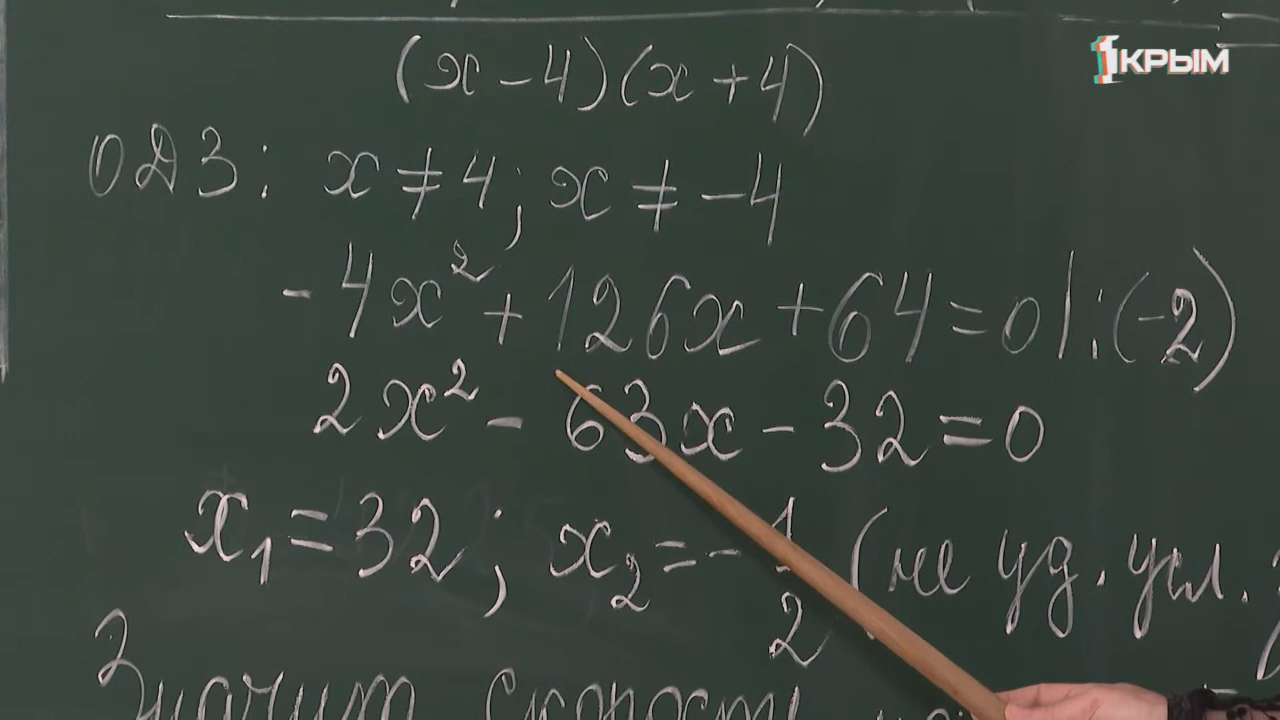 1КРЫМ
(x - 4)(x + 4)
ОДЗ: x ≠ 4; x ≠ -4
-4x² + 126x + 64 = 0 |:(-2)
2x² - 63x - 32 = 0
x₁ = 32; x₂ = -1/2 (не уд. усл.
Значит скорость